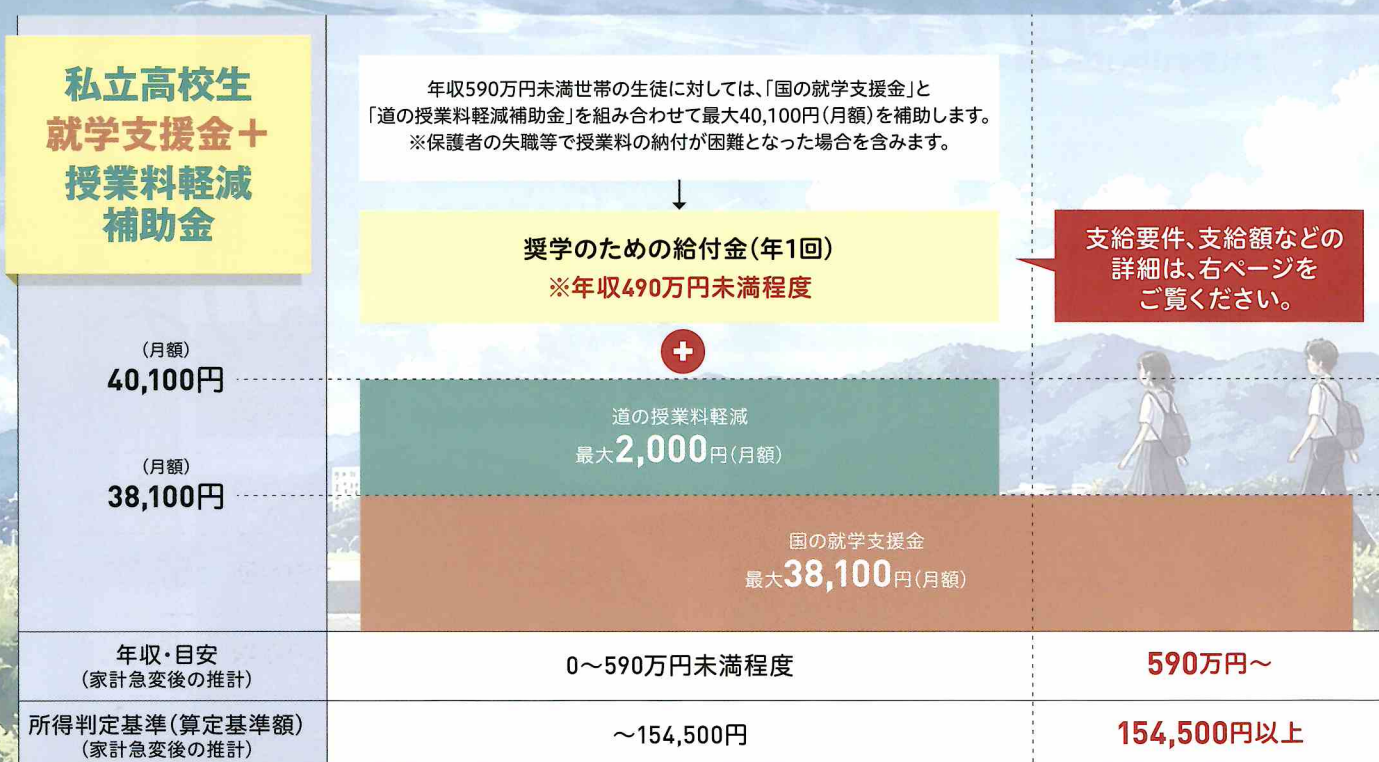 私立高校生
就学支援金＋
授業料軽減
補助金
年収590万円未満世帯の生徒に対しては、「国の就学支援金」と
「道の授業料軽減補助金」を組み合わせて最大40,100円(月額)を補助します。
※保護者の失職等で授業料の納付が困難となった場合を含みます。
奨学のための給付金(年1回)
※年収490万円未満程度
支給要件、支給額などの
詳細は、右ページを
ご覧ください。
(月額)
40,100円
道の授業料軽減
最大2,000円(月額)
(月額)
38,100円
国の就学支援金
最大38,100円(月額)
年収・目安
(家計急変後の推計)
0～590万円未満程度
590万円～
所得判定基準(算定基準額)
(家計急変後の推計)
～154,500円
154,500円以上